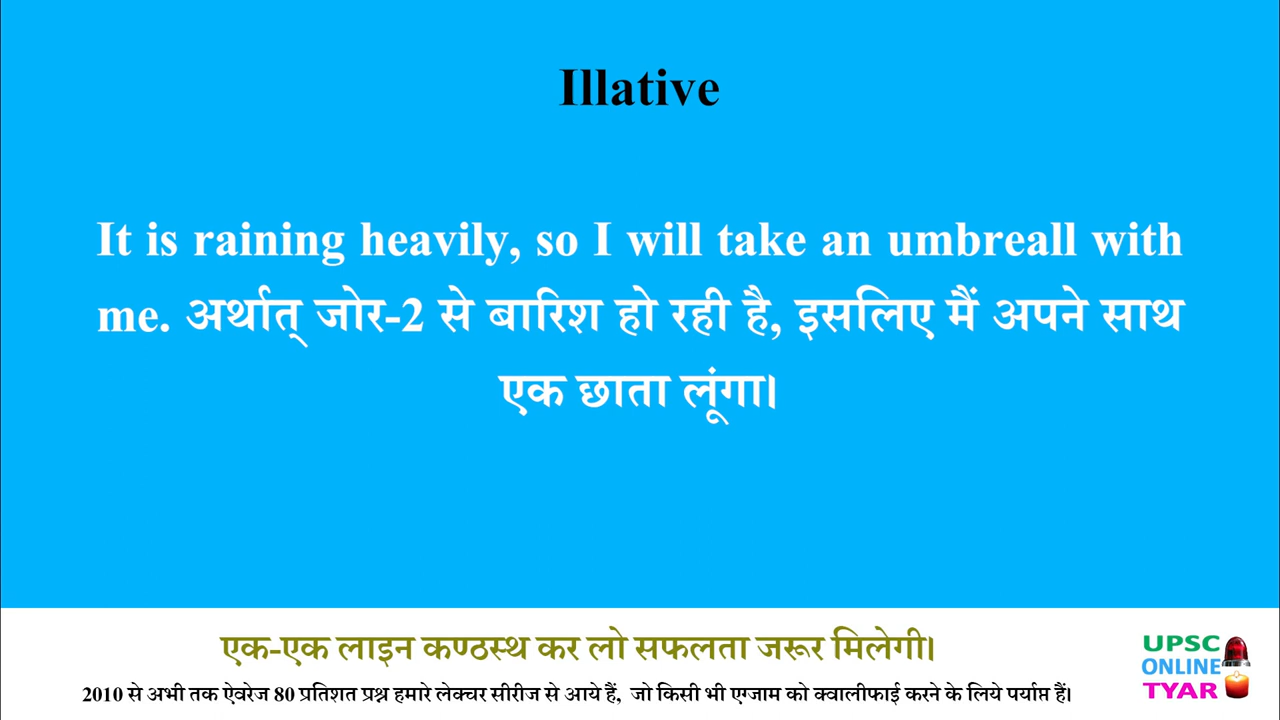 Illative
It is raining heavily, so I will take an umbreall with
me. अर्थात् जोर-2 से बारिश हो रही है, इसलिए मैं अपने साथ
एक छाता लूंगा।
एक-एक लाइन कण्ठस्थ कर लो सफलता जरूर मिलेगी।
2010 से अभी तक ऐवरेज 80 प्रतिशत प्रश्न हमारे लेक्चर सीरीज से आये हैं, जो किसी भी एग्जाम को क्वालीफाई करने के लिये पर्याप्त हैं।
UPSC
ONLINE
TYAR